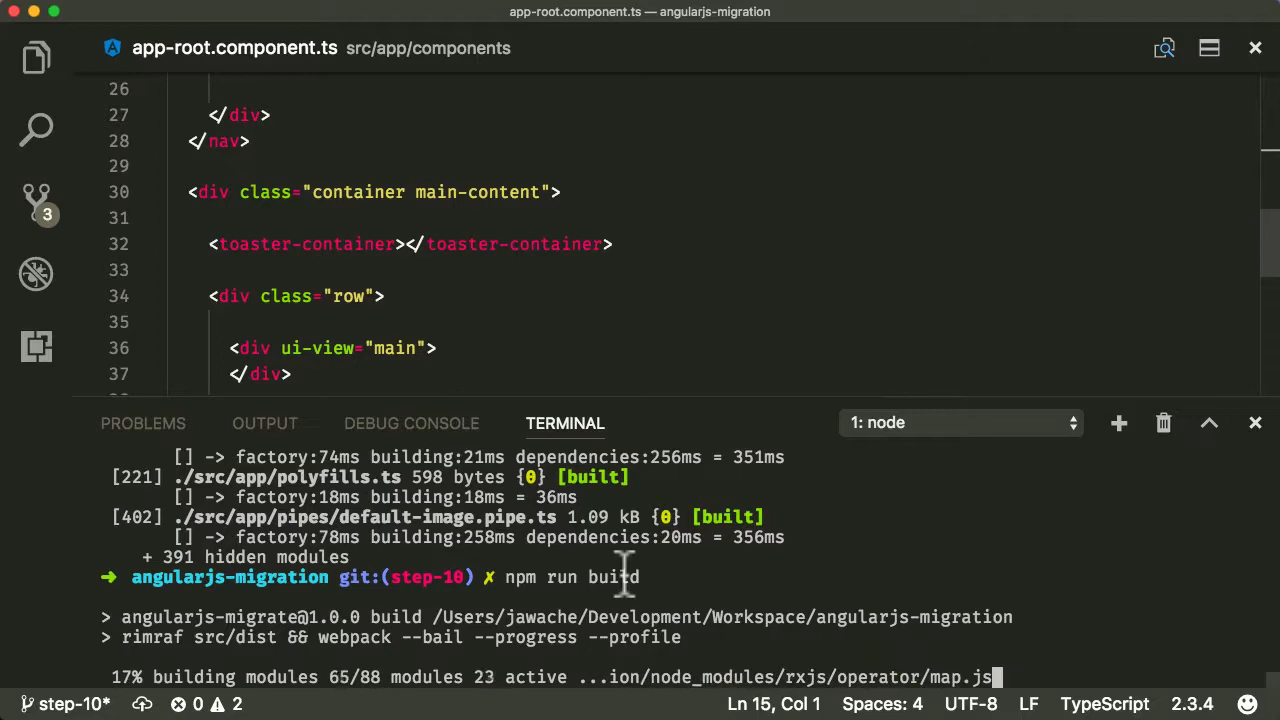 app-root.component.ts — angularjs-migration
app-root.component.ts src/app/components
26
27 </div>
28 </nav>
29
30 <div class="container main-content">
31
32 <toaster-container></toaster-container>
33
34 <div class="row">
35
36 <div ui-view="main">
37 </div>
3
PROBLEMS OUTPUT DEBUG CONSOLE TERMINAL 1: node
[] -> factory:74ms building:21ms dependencies:256ms = 351ms
[221] ./src/app/polyfills.ts 598 bytes {0} [built]
[] -> factory:18ms building:18ms = 36ms
[402] ./src/app/pipes/default-image.pipe.ts 1.09 kB {0} [built]
[] -> factory:78ms building:258ms dependencies:20ms = 356ms
+ 391 hidden modules
➜ angularjs-migration git:(step-10) ✗ npm run build
> angularjs-migrate@1.0.0 build /Users/jawache/Development/Workspace/angularjs-migration
> rimraf src/dist && webpack --bail --progress --profile
17% building modules 65/88 modules 23 active ...ion/node_modules/rxjs/operator/map.js
step-10* 0 2 Ln 15, Col 1 Spaces: 4 UTF-8 LF TypeScript 2.3.4